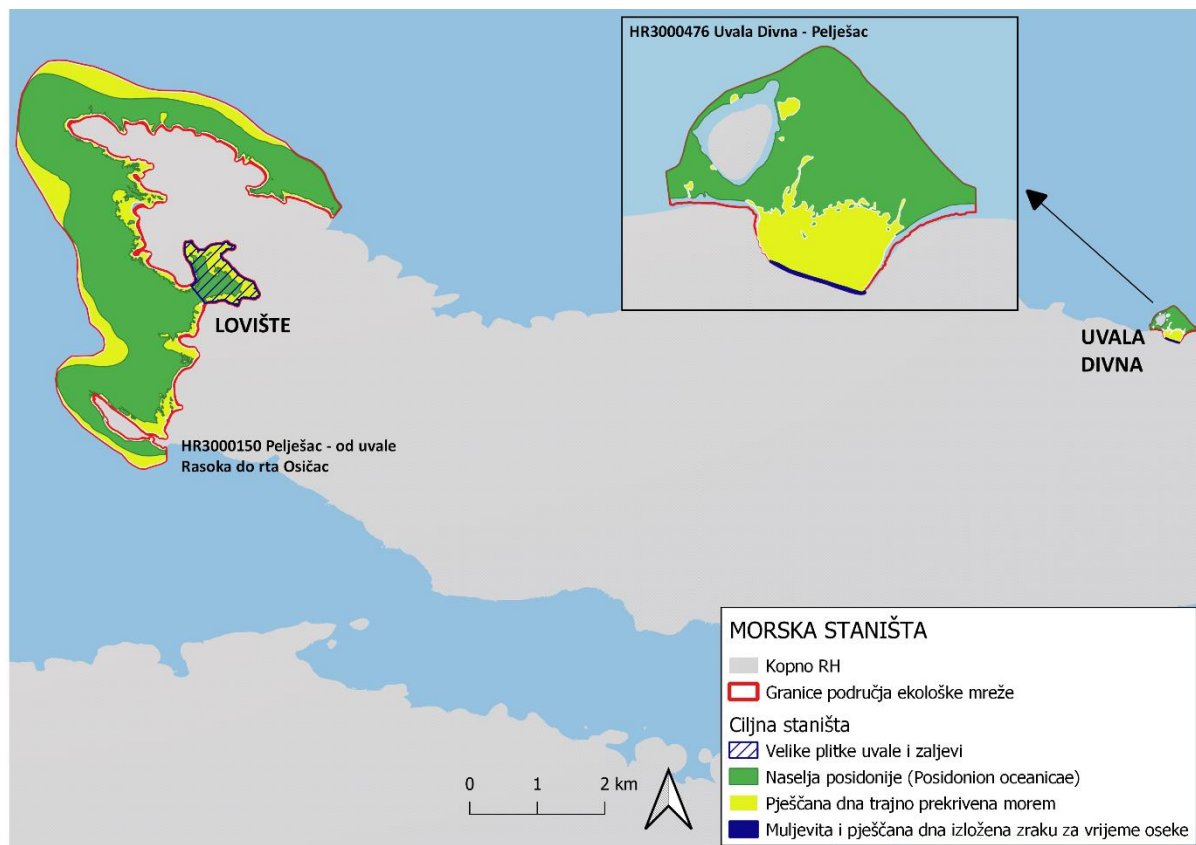 HR3000476 Uvala Divna - Pelješac
LOVIŠTE
UVALA
DIVNA
HR3000150 Pelješac - od uvale
Rasoka do rta Osičac
MORSKA STANIŠTA
Kopno RH
Granice područja ekološke mreže
Ciljna staništa
Velike plitke uvale i zaljevi
Naselja posidonije (Posidonion oceanicae)
Pješčana dna trajno prekrivena morem
Muljevita i pješčana dna izložena zraku za vrijeme oseke
0 1 2 km